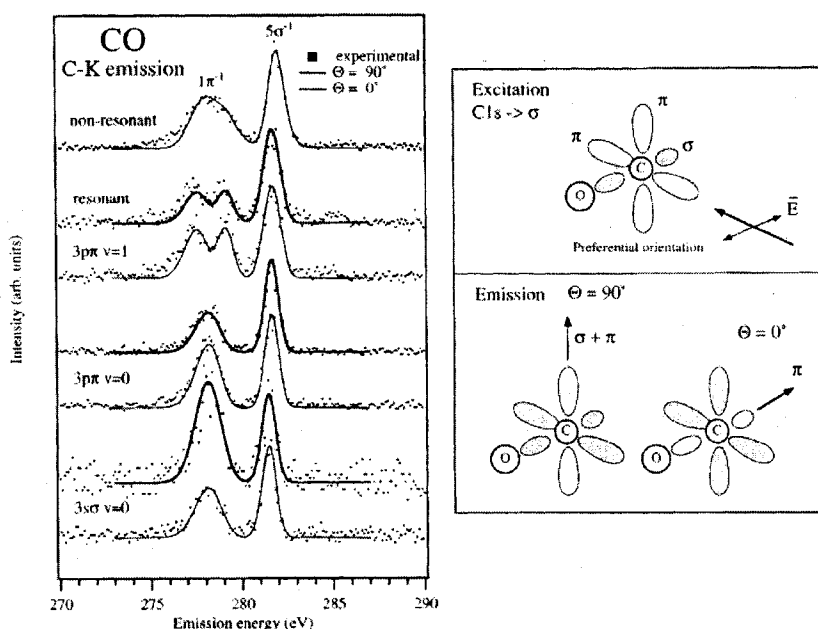 CO
C-K emission
5σ⁻¹
1π⁻¹
■ experimental
Θ = 90°
Θ = 0°
non-resonant
resonant
3pπ v=1
3pπ v=0
3sσ v=0
Intensity (arb. units)
270 275 280 285 290
Emission energy (eV)
Excitation
C1s -> σ
π
π
σ
C
O
E̅
Preferential orientation
Emission Θ = 90°
σ + π
Θ = 0°
π
C
O
C
O